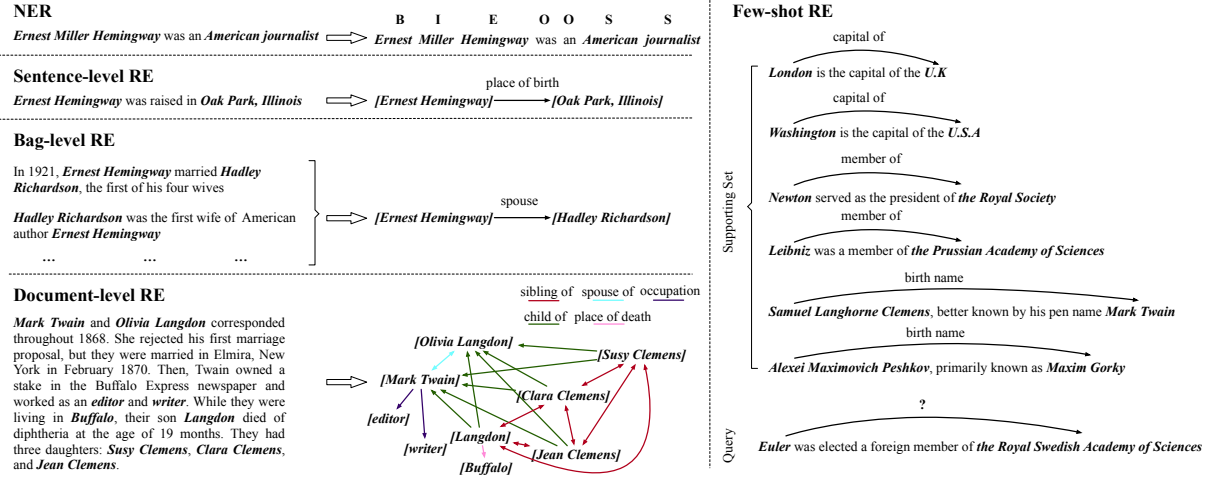 NER
Ernest Miller Hemingway was an American journalist
B I E O O S S
Ernest Miller Hemingway was an American journalist
Sentence-level RE
Ernest Hemingway was raised in Oak Park, Illinois
place of birth
[Ernest Hemingway] [Oak Park, Illinois]
Bag-level RE
In 1921, Ernest Hemingway married Hadley
Richardson, the first of his four wives
Hadley Richardson was the first wife of American
author Ernest Hemingway
... ... ...
spouse
[Ernest Hemingway] [Hadley Richardson]
Document-level RE
Mark Twain and Olivia Langdon corresponded
throughout 1868. She rejected his first marriage
proposal, but they were married in Elmira, New
York in February 1870. Then, Twain owned a
stake in the Buffalo Express newspaper and
worked as an editor and writer. While they were
living in Buffalo, their son Langdon died of
diphtheria at the age of 19 months. They had
three daughters: Susy Clemens, Clara Clemens,
and Jean Clemens.
sibling of spouse of occupation
child of place of death
[Olivia Langdon]
[Susy Clemens]
[Mark Twain]
[Clara Clemens]
[editor]
[Langdon]
[writer]
[Jean Clemens]
[Buffalo]
Few-shot RE
Supporting Set
capital of
London is the capital of the U.K
capital of
Washington is the capital of the U.S.A
member of
Newton served as the president of the Royal Society
member of
Leibniz was a member of the Prussian Academy of Sciences
birth name
Samuel Langhorne Clemens, better known by his pen name Mark Twain
birth name
Alexei Maximovich Peshkov, primarily known as Maxim Gorky
Query
?
Euler was elected a foreign member of the Royal Swedish Academy of Sciences